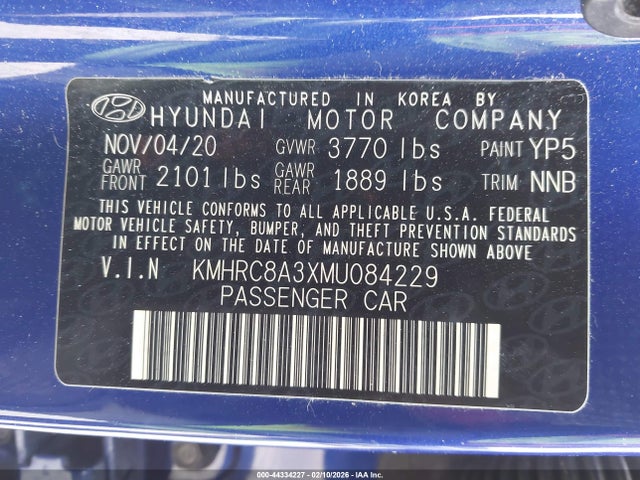 MANUFACTURED IN KOREA BY
HYUNDAI MOTOR COMPANY
NOV/04/20 GVWR 3770 lbs PAINT YP5
GAWR FRONT 2101 lbs GAWR REAR 1889 lbs TRIM NNB
THIS VEHICLE CONFORMS TO ALL APPLICABLE U.S.A. FEDERAL
MOTOR VEHICLE SAFETY, BUMPER, AND THEFT PREVENTION STANDARDS
IN EFFECT ON THE DATE OF MANUFACTURE SHOWN ABOVE
V.I.N KMHRC8A3XMU084229
PASSENGER CAR
000-44334227 - 02/10/2026 - IAA Inc.